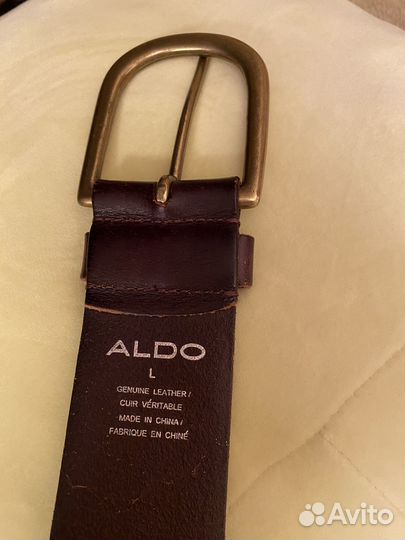 ALDO
L
GENUINE LEATHER/
CUIR VÉRITABLE
MADE IN CHINA/
FABRIQUE EN CHINE
Avito